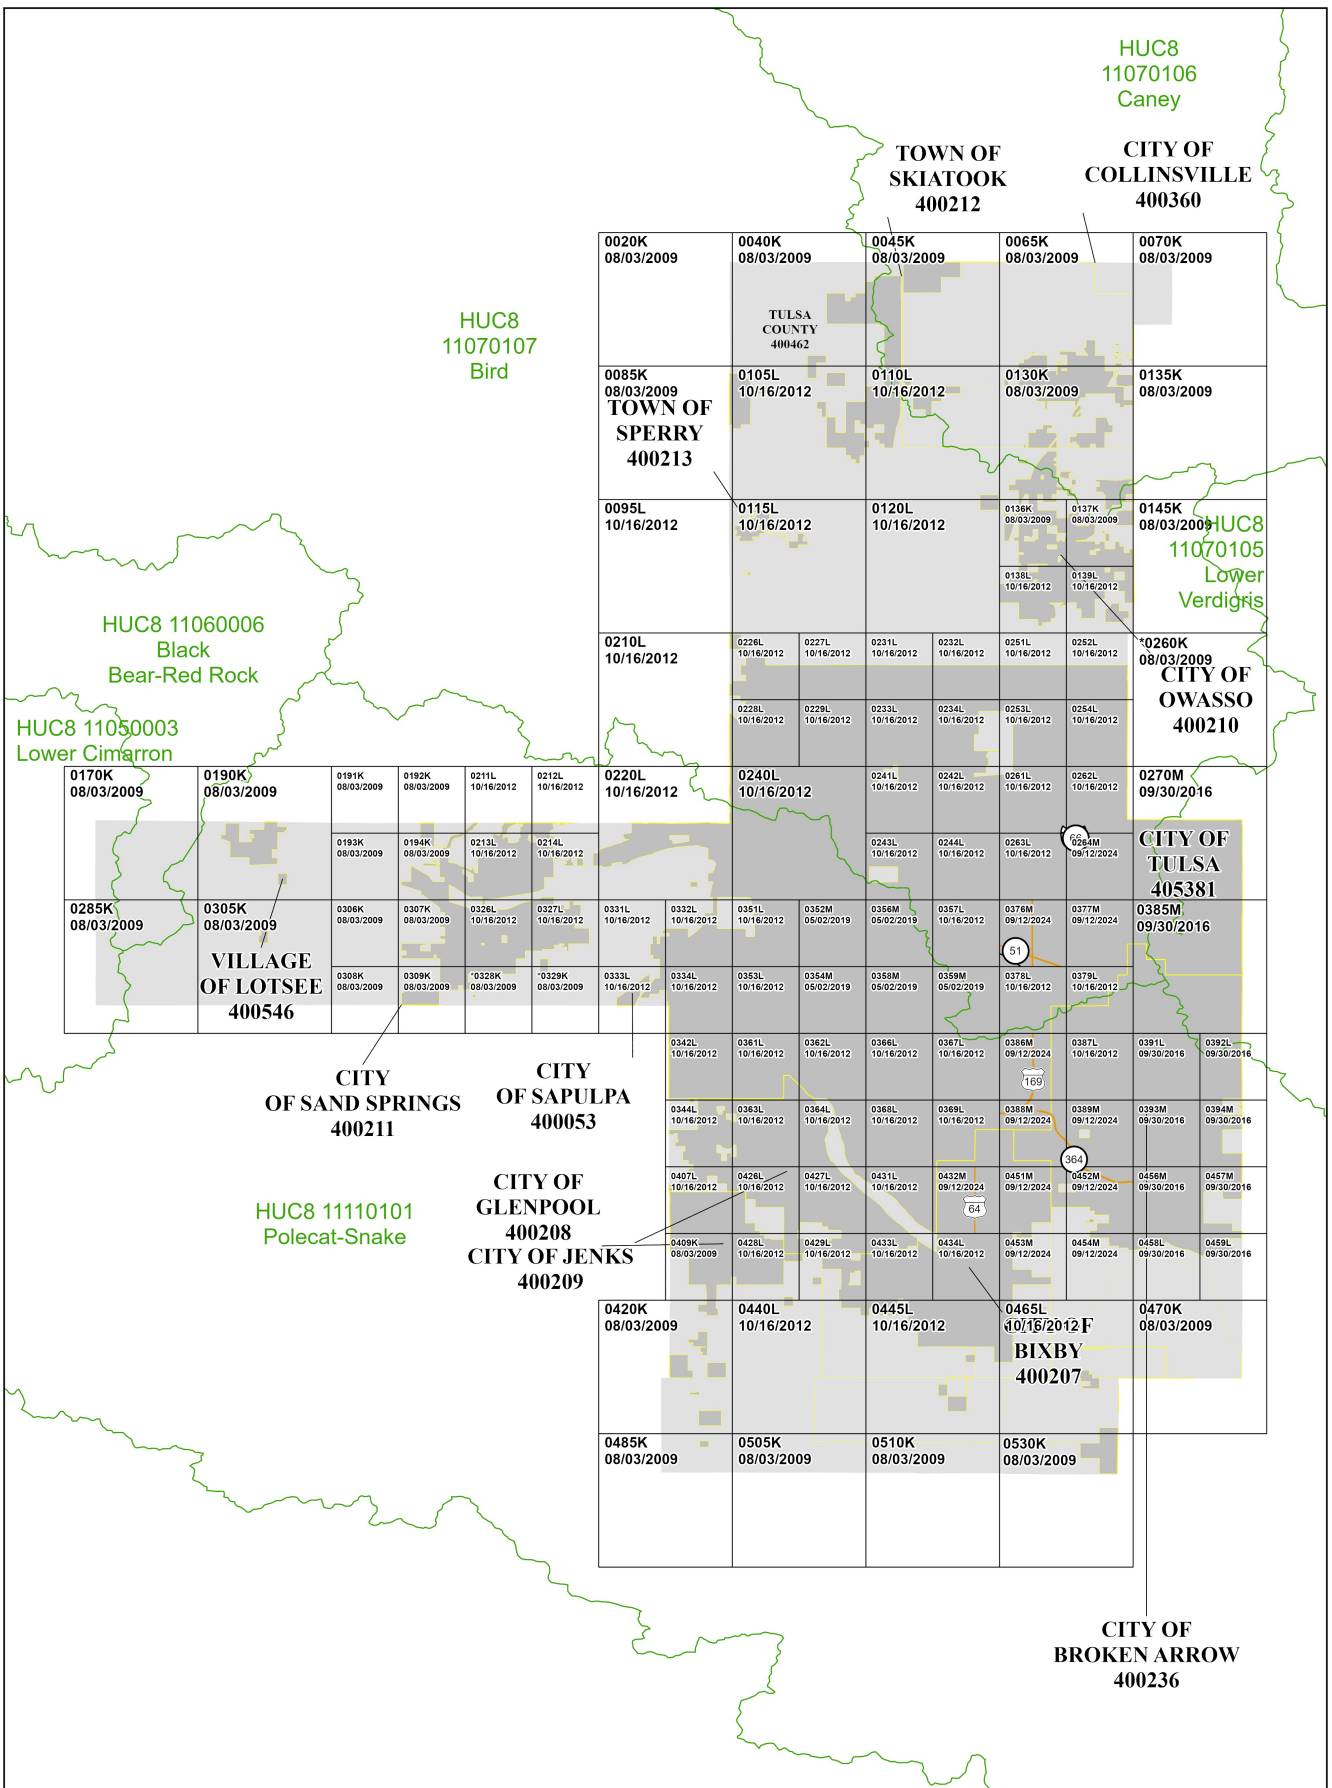 HUC8
11070106
Caney
TOWN OF
SKIATOOK
400212
CITY OF
COLLINSVILLE
400360
0020K
08/03/2009
0040K
08/03/2009
0045K
08/03/2009
0065K
08/03/2009
0070K
08/03/2009
HUC8
11070107
Bird
TULSA
COUNTY
400462
0085K
08/03/2009
0105L
10/16/2012
0110L
10/16/2012
0130K
08/03/2009
0135K
08/03/2009
TOWN OF
SPERRY
400213
0095L
10/16/2012
0115L
10/16/2012
0120L
10/16/2012
0136K
08/03/2009
0137K
08/03/2009
0145K
08/03/2009
HUC8
11070105
Lower
Verdigris
0138L
10/16/2012
0139L
10/16/2012
HUC8 11060006
Black
Bear-Red Rock
0210L
10/16/2012
0226L
10/16/2012
0227L
10/16/2012
0231L
10/16/2012
0232L
10/16/2012
0251L
10/16/2012
0252L
10/16/2012
*0260K
08/03/2009
CITY OF
OWASSO
400210
0228L
10/16/2012
0229L
10/16/2012
0233L
10/16/2012
0234L
10/16/2012
0253L
10/16/2012
0254L
10/16/2012
HUC8 11050003
Lower Cimarron
0170K
08/03/2009
0190K
08/03/2009
0191K
08/03/2009
0192K
08/03/2009
0211L
10/16/2012
0212L
10/16/2012
0220L
10/16/2012
0240L
10/16/2012
0241L
10/16/2012
0242L
10/16/2012
0261L
10/16/2012
0262L
10/16/2012
0270M
09/30/2016
0193K
08/03/2009
0194K
08/03/2009
0213L
10/16/2012
0214L
10/16/2012
0243L
10/16/2012
0244L
10/16/2012
0263L
10/16/2012
66
0264M
09/12/2024
CITY OF
TULSA
405381
0285K
08/03/2009
0305K
08/03/2009
0306K
08/03/2009
0307K
08/03/2009
0326L
10/16/2012
0327L
10/16/2012
0331L
10/16/2012
0332L
10/16/2012
0351L
10/16/2012
0352M
05/02/2019
0356M
05/02/2019
0357L
10/16/2012
0376M
09/12/2024
0377M
09/12/2024
0385M
09/30/2016
51
VILLAGE
OF LOTSEE
400546
0308K
08/03/2009
0309K
08/03/2009
*0328K
08/03/2009
*0329K
08/03/2009
0333L
10/16/2012
0334L
10/16/2012
0353L
10/16/2012
0354M
05/02/2019
0358M
05/02/2019
0359M
05/02/2019
0378L
10/16/2012
0379L
10/16/2012
0342L
10/16/2012
0361L
10/16/2012
0362L
10/16/2012
0366L
10/16/2012
0367L
10/16/2012
0386M
09/12/2024
0387L
10/16/2012
0391L
09/30/2016
0392L
09/30/2016
169
CITY
OF SAND SPRINGS
400211
CITY
OF SAPULPA
400053
0344L
10/16/2012
0363L
10/16/2012
0364L
10/16/2012
0368L
10/16/2012
0369L
10/16/2012
0388M
09/12/2024
0389M
09/12/2024
0393M
09/30/2016
0394M
09/30/2016
364
0407L
10/16/2012
0426L
10/16/2012
0427L
10/16/2012
0431L
10/16/2012
0432M
09/12/2024
0451M
09/12/2024
0452M
09/12/2024
0456M
09/30/2016
0457M
09/30/2016
64
CITY OF
GLENPOOL
400208
HUC8 11110101
Polecat-Snake
CITY OF JENKS
400209
0409K
08/03/2009
0428L
10/16/2012
0429L
10/16/2012
0433L
10/16/2012
0434L
10/16/2012
0453M
09/12/2024
0454M
09/12/2024
0458L
09/30/2016
0459L
09/30/2016
0420K
08/03/2009
0440L
10/16/2012
0445L
10/16/2012
0465L
10/16/2012
0470K
08/03/2009
CITY OF
BIXBY
400207
0485K
08/03/2009
0505K
08/03/2009
0510K
08/03/2009
0530K
08/03/2009
CITY OF
BROKEN ARROW
400236